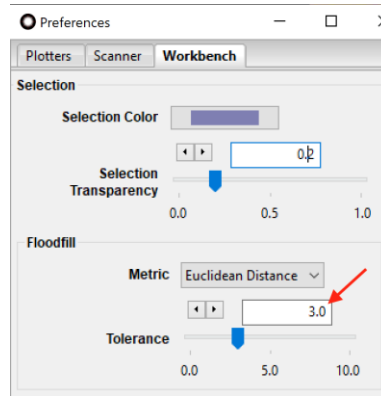 Preferences
Plotters Scanner Workbench
Selection
Selection Color
0.2
Selection
Transparency
0.0 0.5 1.0
Floodfill
Metric Euclidean Distance
3.0
Tolerance
0.0 5.0 10.0